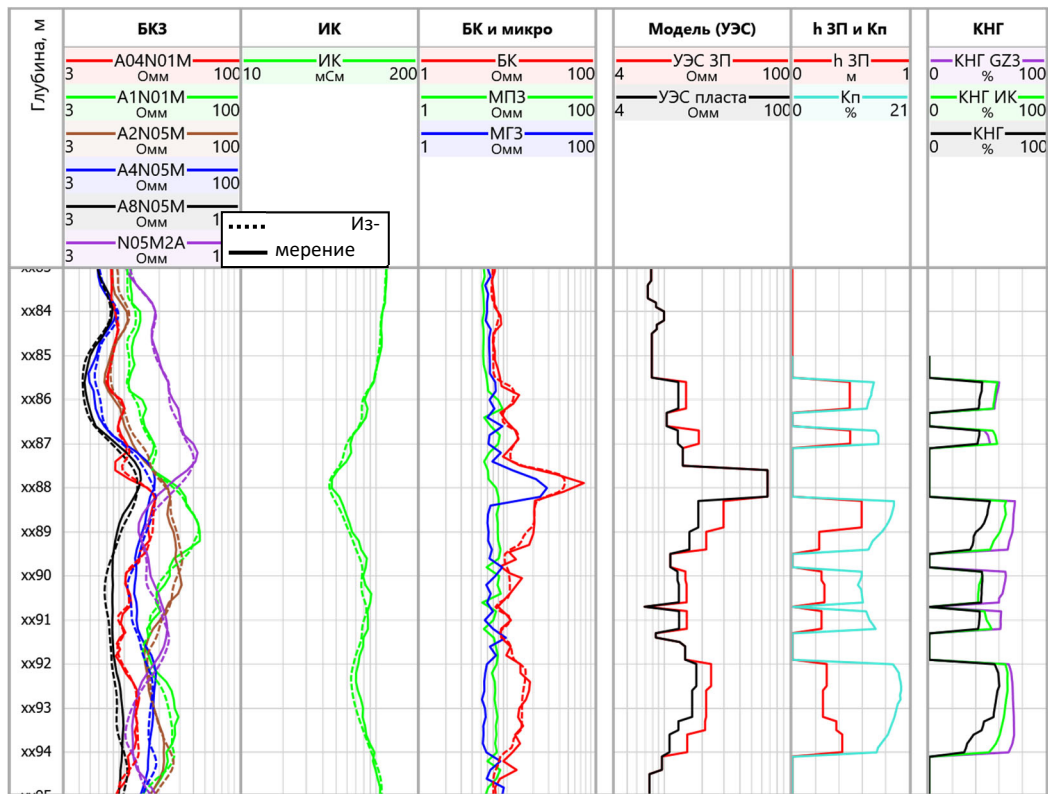 Глубина, м
БКЗ
A04N01M
3 Омм 100
A1N01M
3 Омм 100
A2N05M
3 Омм 100
A4N05M
3 Омм 100
A8N05M
3 Омм 1
N05M2A
3 Омм 1
Из-
мерение
ИК
ИК
10 мСм 200
БК и микро
БК
1 Омм 100
МПЗ
1 Омм 100
МГЗ
1 Омм 100
Модель (УЭС)
УЭС ЗП
4 Омм 100
УЭС пласта
4 Омм 100
h ЗП и Кп
h ЗП
0 м 1
Кп
0 % 21
КНГ
КНГ GZ3
0 % 100
КНГ ИК
0 % 100
КНГ
0 % 100
xx84
xx85
xx86
xx87
xx88
xx89
xx90
xx91
xx92
xx93
xx94